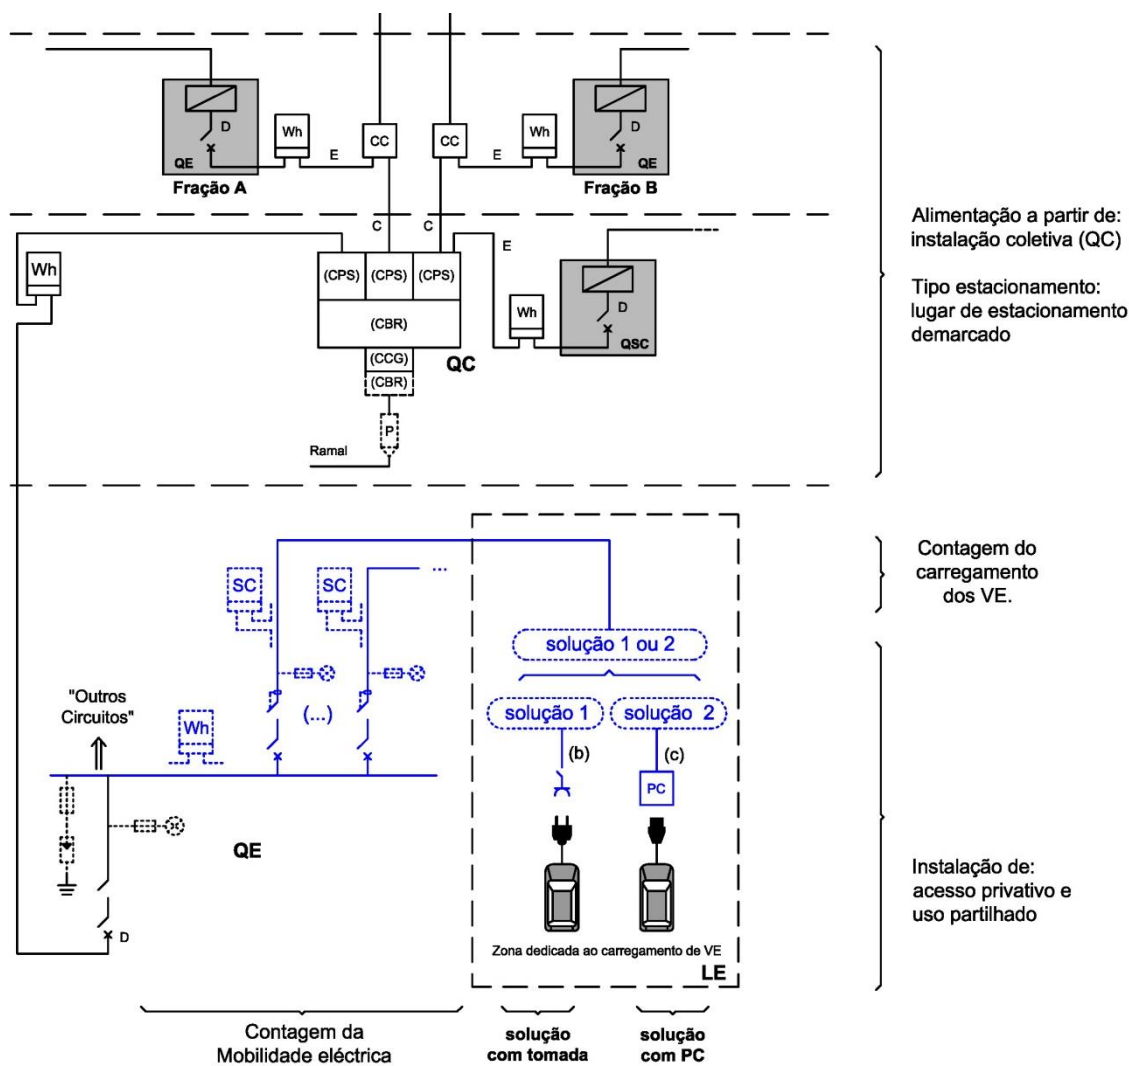 D
Wh
QE
E
CC
CC
E
Wh
D
QE
Fração A
Fração B
C
C
E
Wh
(CPS)
(CPS)
(CPS)
(CBR)
QC
(CCG)
(CBR)
P
Ramal
Wh
D
QSC
Alimentação a partir de:
instalação coletiva (QC)
Tipo estacionamento:
lugar de estacionamento
demarcado
SC
SC
...
Contagem do
carregamento
dos VE.
solução 1 ou 2
solução 1
solução 2
"Outros
Circuitos"
Wh
(...)
(b)
(c)
PC
QE
D
Instalação de:
acesso privativo e
uso partilhado
Zona dedicada ao carregamento de VE
LE
Contagem da
Mobilidade eléctrica
solução
com tomada
solução
com PC